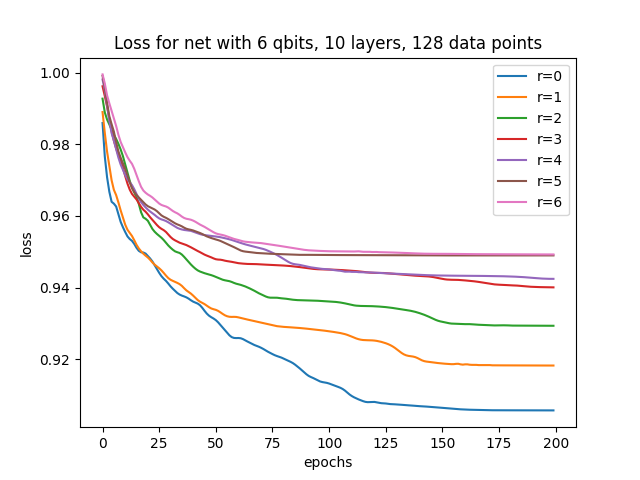 Loss for net with 6 qbits, 10 layers, 128 data points
1.00
0.98
0.96
0.94
0.92
loss
r=0
r=1
r=2
r=3
r=4
r=5
r=6
0 25 50 75 100 125 150 175 200
epochs